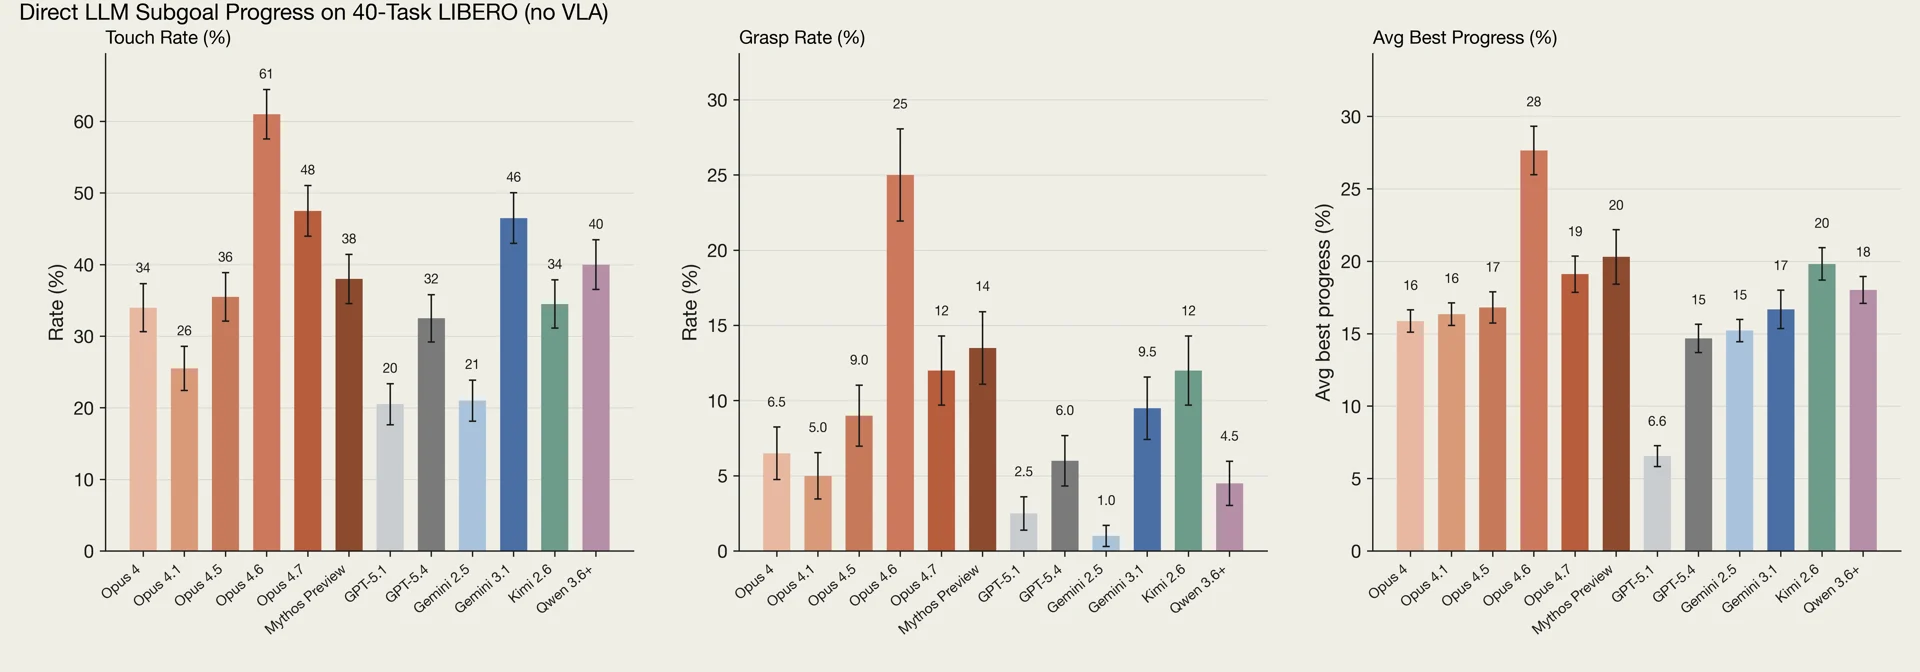 Direct LLM Subgoal Progress on 40-Task LIBERO (no VLA)
Touch Rate (%)
Rate (%)
60
50
40
30
20
10
0
34
26
36
61
48
38
20
32
21
46
34
40
Opus 4
Opus 4.1
Opus 4.5
Opus 4.6
Opus 4.7
Mythos Preview
GPT-5.1
GPT-5.4
Gemini 2.5
Gemini 3.1
Kimi 2.6
Qwen 3.6+
Grasp Rate (%)
Rate (%)
30
25
20
15
10
5
0
6.5
5.0
9.0
25
12
14
2.5
6.0
1.0
9.5
12
4.5
Opus 4
Opus 4.1
Opus 4.5
Opus 4.6
Opus 4.7
Mythos Preview
GPT-5.1
GPT-5.4
Gemini 2.5
Gemini 3.1
Kimi 2.6
Qwen 3.6+
Avg Best Progress (%)
Avg best progress (%)
30
25
20
15
10
5
0
16
16
17
28
19
20
6.6
15
15
17
20
18
Opus 4
Opus 4.1
Opus 4.5
Opus 4.6
Opus 4.7
Mythos Preview
GPT-5.1
GPT-5.4
Gemini 2.5
Gemini 3.1
Kimi 2.6
Qwen 3.6+